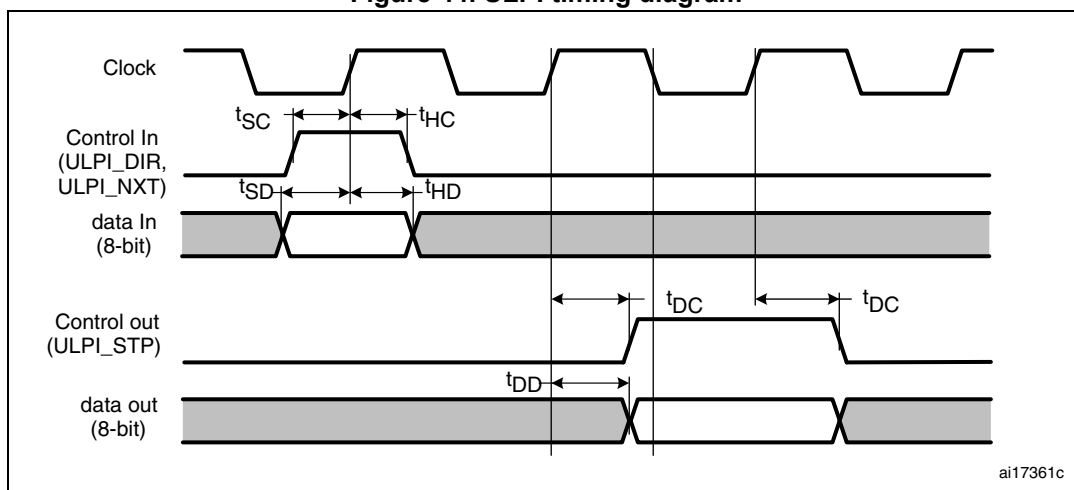 Figure ULPI timing diagram
Clock
tSC
tHC
Control In
(ULPI_DIR,
ULPI_NXT)
tSD
tHD
data In
(8-bit)
tDC
tDC
Control out
(ULPI_STP)
tDD
data out
(8-bit)
ai17361c